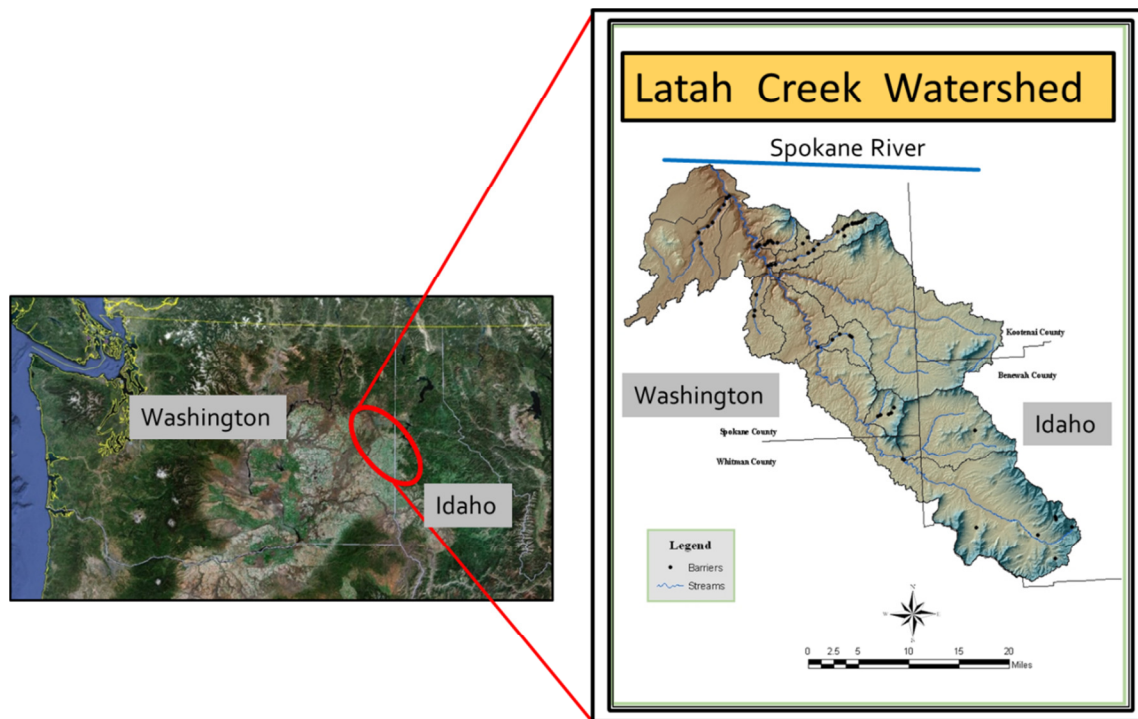 Latah Creek Watershed
Spokane River
Kootenai County
Benewah County
Washington
Idaho
Spokane County
Whitman County
Legend
Barriers
Streams
N
W
E
S
0 2.5 5 10 15 20
Miles
Washington
Idaho